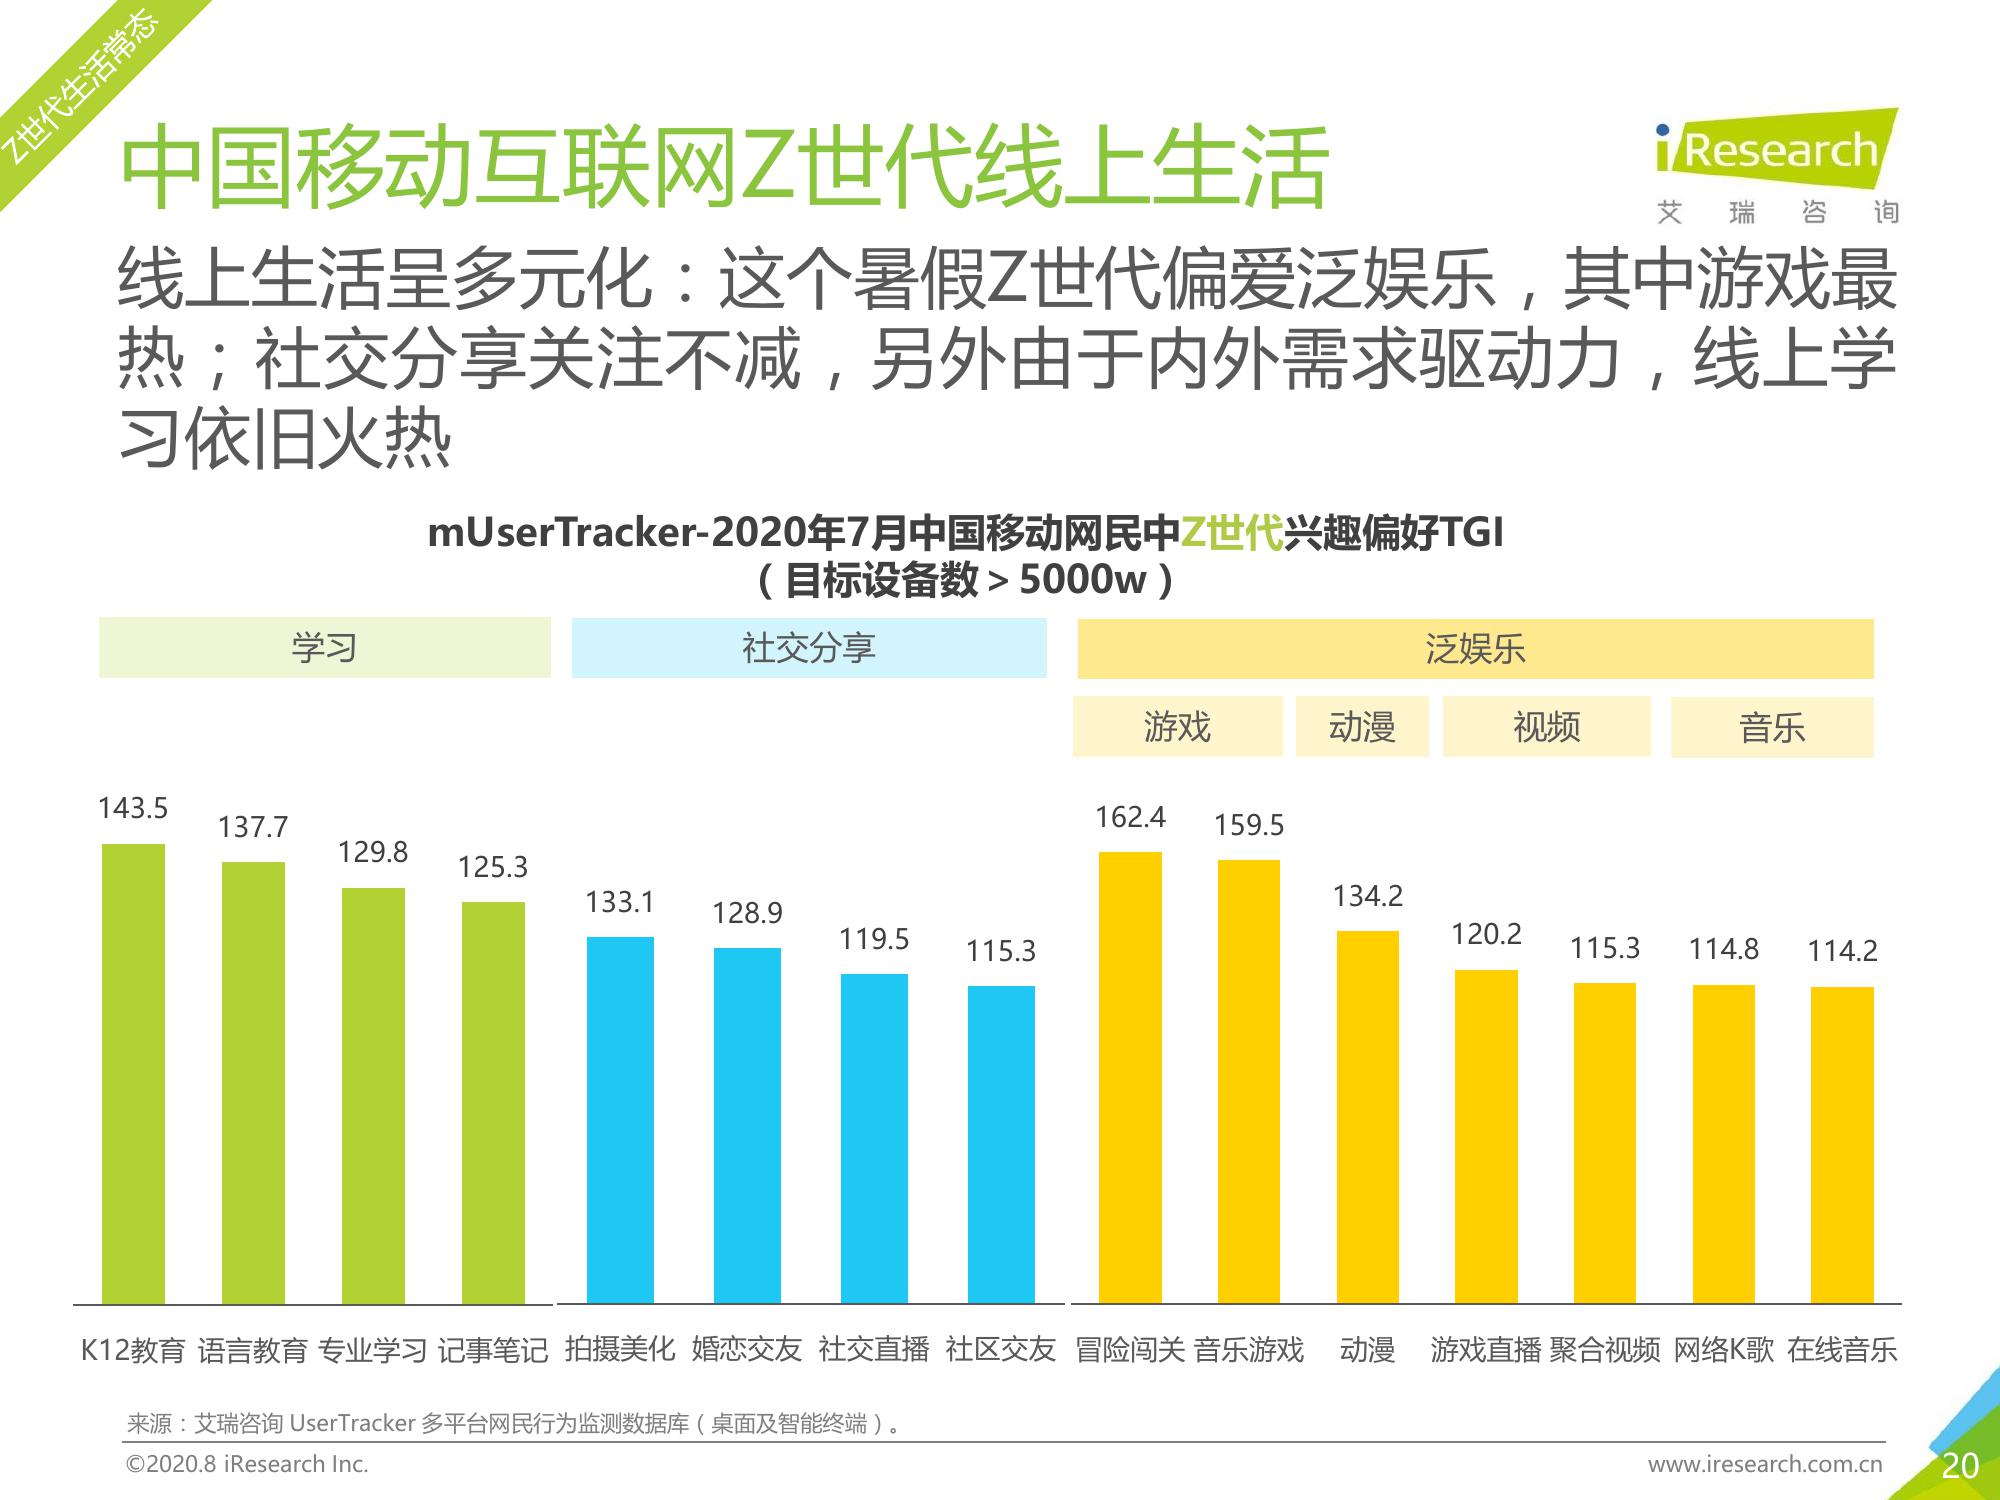 Z世代生活常态
中国移动互联网Z世代线上生活
iResearch
艾瑞咨询
线上生活呈多元化：这个暑假Z世代偏爱泛娱乐，其中游戏最
热；社交分享关注不减，另外由于内外需求驱动力，线上学
习依旧火热
mUserTracker-2020年7月中国移动网民中Z世代兴趣偏好TGI
（目标设备数＞5000w）
学习 社交分享 泛娱乐
游戏 动漫 视频 音乐
143.5 137.7 129.8 125.3 133.1 128.9 119.5 115.3 162.4 159.5 134.2 120.2 115.3 114.8 114.2
K12教育 语言教育 专业学习 记事笔记 拍摄美化 婚恋交友 社交直播 社区交友 冒险闯关 音乐游戏 动漫 游戏直播 聚合视频 网络K歌 在线音乐
来源：艾瑞咨询 UserTracker 多平台网民行为监测数据库（桌面及智能终端）。
©2020.8 iResearch Inc. www.iresearch.com.cn 20